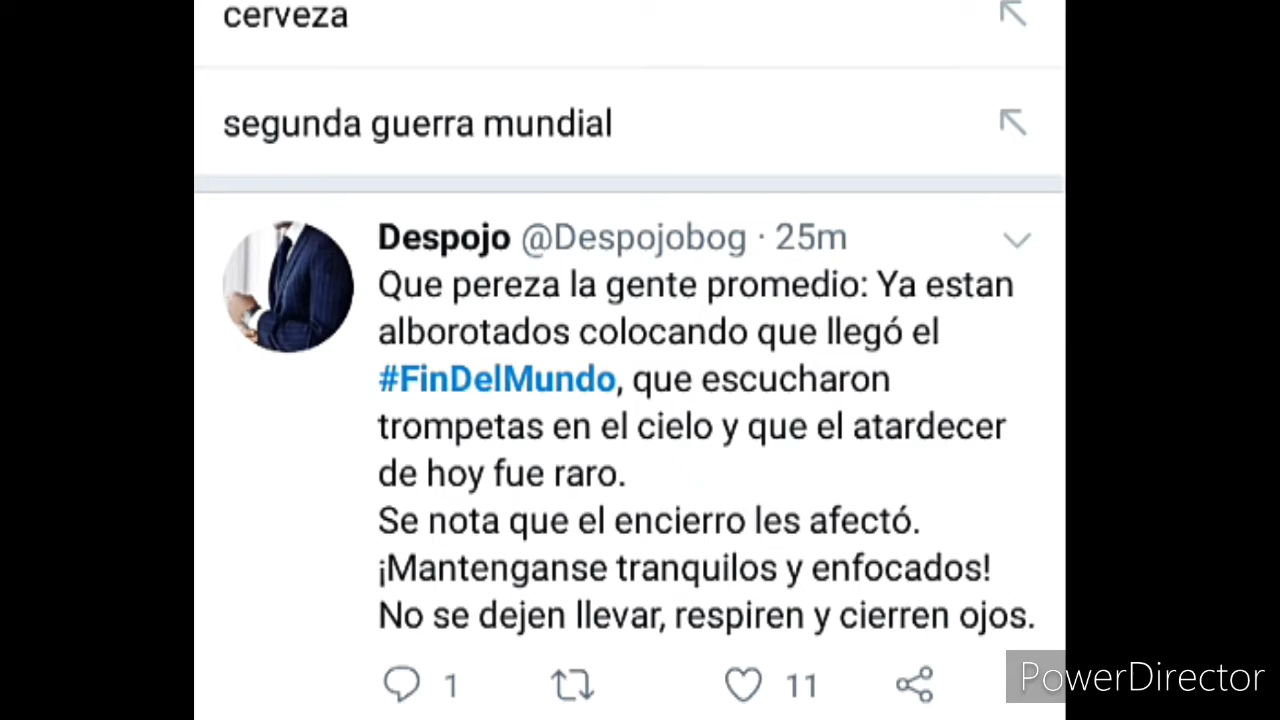 cerveza
segunda guerra mundial
Despojo @Despojobog · 25m
Que pereza la gente promedio: Ya estan
alborotados colocando que llegó el
#FinDelMundo, que escucharon
trompetas en el cielo y que el atardecer
de hoy fue raro.
Se nota que el encierro les afectó.
¡Mantenganse tranquilos y enfocados!
No se dejen llevar, respiren y cierren ojos.
1 11
PowerDirector